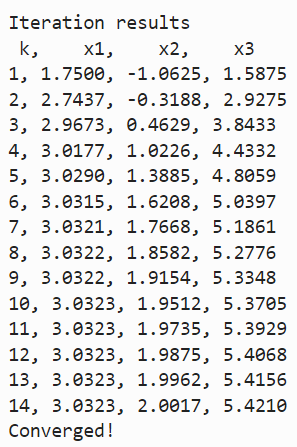 Iteration results
k, x1, x2, x3
1, 1.7500, -1.0625, 1.5875
2, 2.7437, -0.3188, 2.9275
3, 2.9673, 0.4629, 3.8433
4, 3.0177, 1.0226, 4.4332
5, 3.0290, 1.3885, 4.8059
6, 3.0315, 1.6208, 5.0397
7, 3.0321, 1.7668, 5.1861
8, 3.0322, 1.8582, 5.2776
9, 3.0322, 1.9154, 5.3348
10, 3.0323, 1.9512, 5.3705
11, 3.0323, 1.9735, 5.3929
12, 3.0323, 1.9875, 5.4068
13, 3.0323, 1.9962, 5.4156
14, 3.0323, 2.0017, 5.4210
Converged!